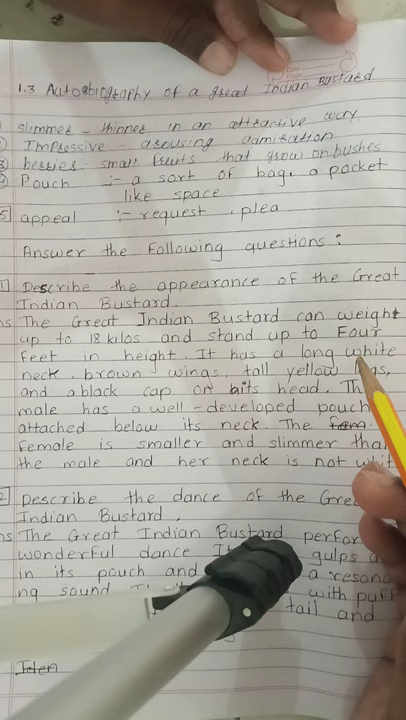 1.3 Autobiography of a great Indian Bustard
slimmer - thinner in an attractive way
Impressive - arousing admiration
3 berries - small fruits that grow on bushes
Pouch :- a sort of bag, a pocket
like space.
5 appeal :- request, plea
Answer the following questions:
1 Describe the appearance of the Great
Indian Bustard.
ns The Great Indian Bustard can weight
up to 18 kilos and stand up to Four
feet in height. It has a long white
neck, brown wings, tall yellow
and a black cap on its head. The
male has a well-developed pouch
attached below its neck. The
Female is smaller and slimmer than
the male and her neck is not whit
2 Describe the dance of the Gre
Indian Bustard.
ns The Great Indian Bustard perfor
wonderful dance It gulps
in its pouch and a resona
ng sound with puff
tail and